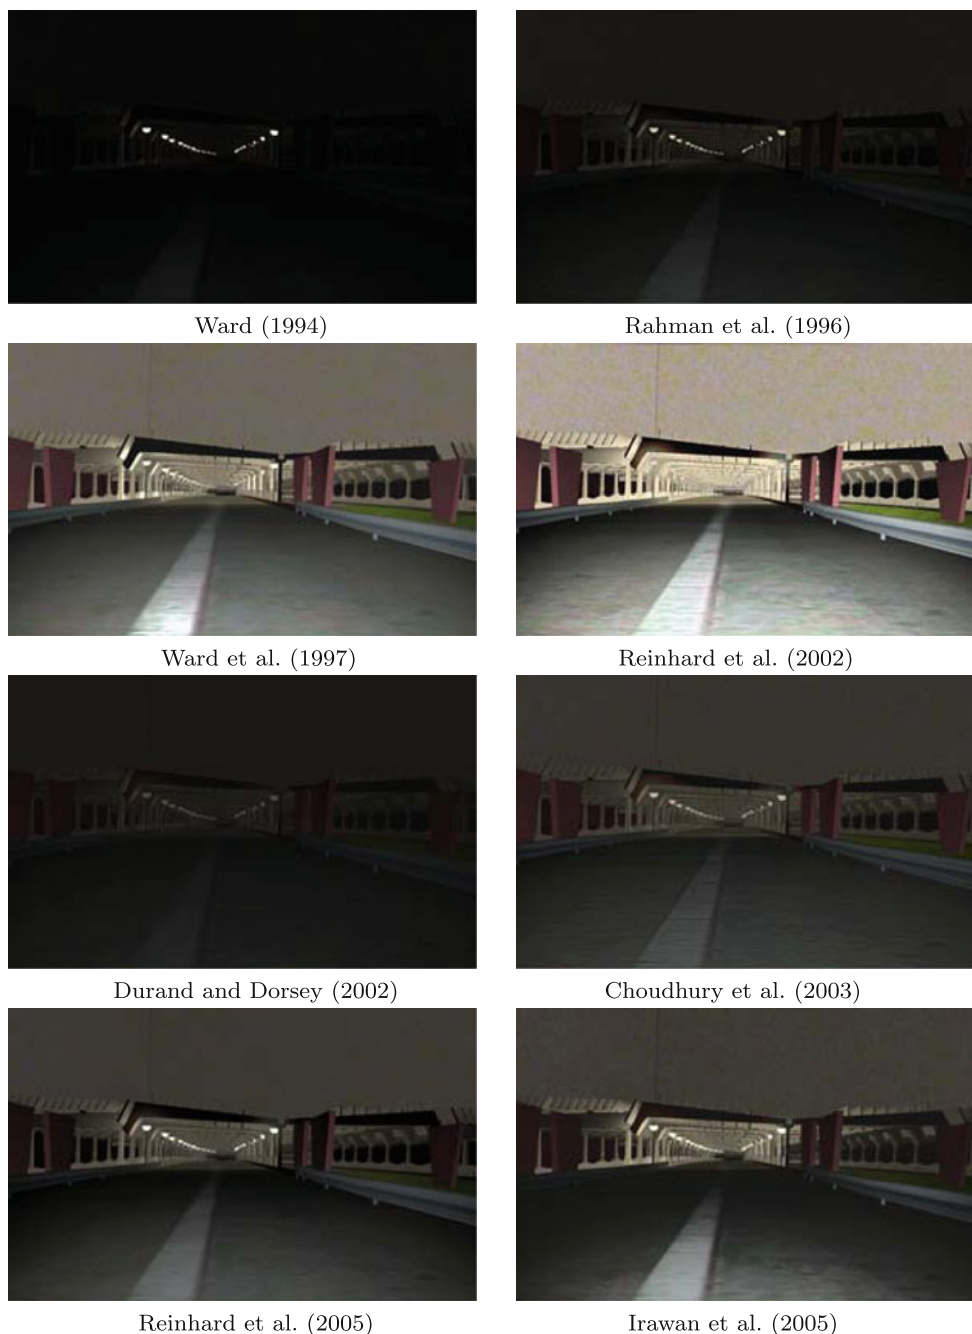 Ward (1994)
Rahman et al. (1996)
Ward et al. (1997)
Reinhard et al. (2002)
Durand and Dorsey (2002)
Choudhury et al. (2003)
Reinhard et al. (2005)
Irawan et al. (2005)